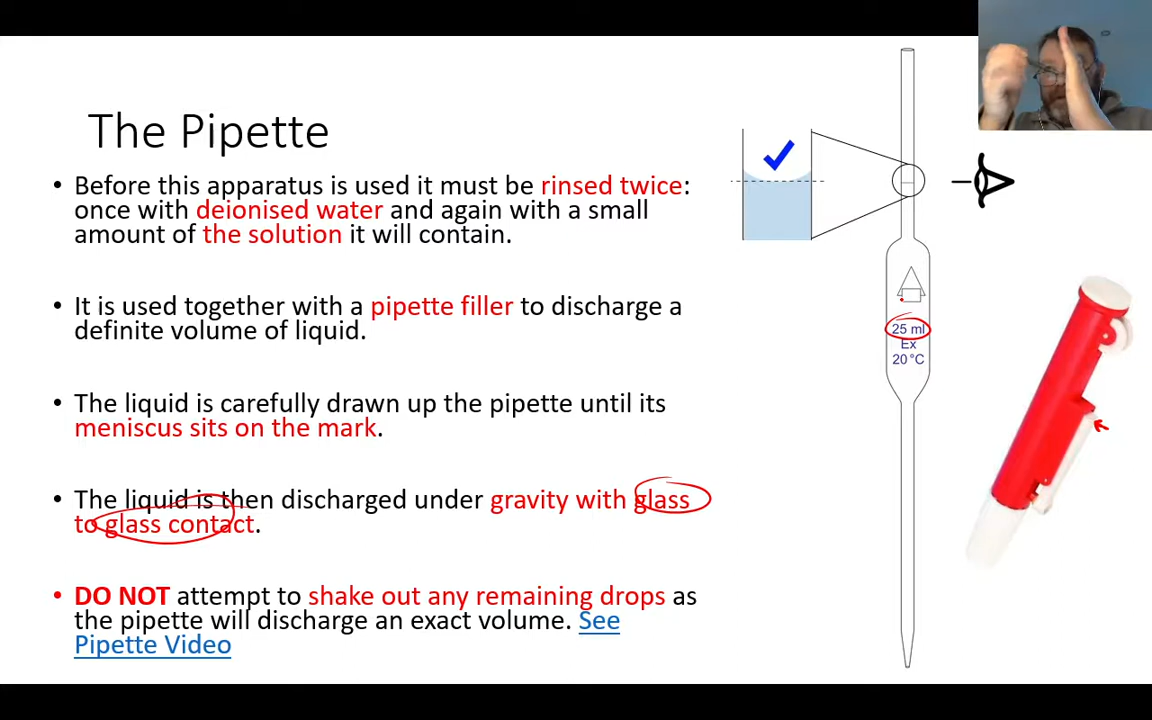 The Pipette
• Before this apparatus is used it must be rinsed twice:
once with deionised water and again with a small
amount of the solution it will contain.
• It is used together with a pipette filler to discharge a
definite volume of liquid.
• The liquid is carefully drawn up the pipette until its
meniscus sits on the mark.
• The liquid is then discharged under gravity with glass
to glass contact.
• DO NOT attempt to shake out any remaining drops as
the pipette will discharge an exact volume. See
Pipette Video
25 ml
Ex
20 °C